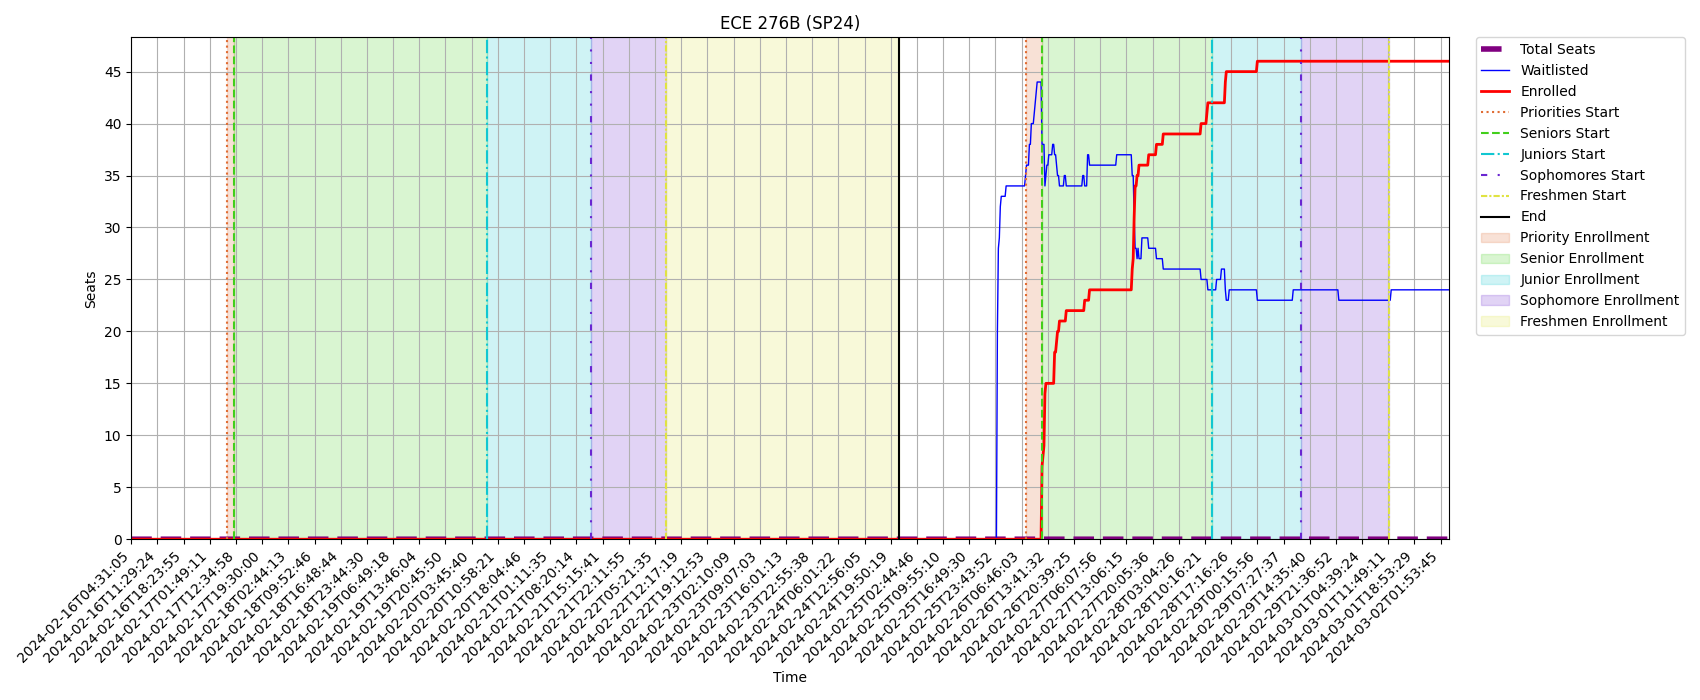 ECE 276B (SP24)
Seats
45
40
35
30
25
20
15
10
5
0
2024-02-16T04:31:05
2024-02-16T11:29:24
2024-02-16T18:23:55
2024-02-17T01:49:11
2024-02-17T12:34:58
2024-02-17T19:30:00
2024-02-18T02:44:13
2024-02-18T09:52:46
2024-02-18T16:48:44
2024-02-18T23:44:30
2024-02-19T06:49:18
2024-02-19T13:46:04
2024-02-19T20:45:50
2024-02-20T03:45:40
2024-02-20T10:58:21
2024-02-20T18:04:46
2024-02-21T01:11:35
2024-02-21T08:20:14
2024-02-21T15:15:41
2024-02-21T22:11:55
2024-02-22T05:21:35
2024-02-22T12:17:19
2024-02-22T19:12:53
2024-02-23T02:10:09
2024-02-23T09:07:03
2024-02-23T16:01:13
2024-02-23T22:55:38
2024-02-24T06:01:22
2024-02-24T12:56:05
2024-02-24T19:50:19
2024-02-25T02:44:46
2024-02-25T09:55:10
2024-02-25T16:49:30
2024-02-25T23:43:52
2024-02-26T06:46:03
2024-02-26T13:41:32
2024-02-26T20:39:25
2024-02-27T06:07:56
2024-02-27T13:06:15
2024-02-27T20:05:36
2024-02-28T03:04:26
2024-02-28T10:16:21
2024-02-28T17:16:26
2024-02-29T00:15:56
2024-02-29T07:27:37
2024-02-29T14:35:40
2024-02-29T21:36:52
2024-03-01T04:39:24
2024-03-01T11:49:11
2024-03-01T18:53:29
2024-03-02T01:53:45
Time
Total Seats
Waitlisted
Enrolled
Priorities Start
Seniors Start
Juniors Start
Sophomores Start
Freshmen Start
End
Priority Enrollment
Senior Enrollment
Junior Enrollment
Sophomore Enrollment
Freshmen Enrollment